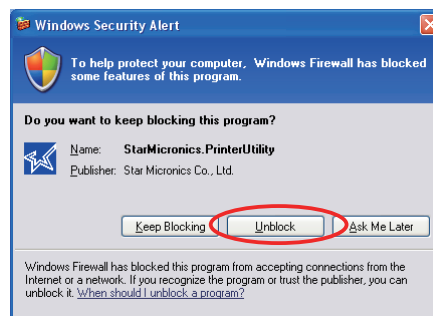 Windows Security Alert
To help protect your computer, Windows Firewall has blocked
some features of this program.
Do you want to keep blocking this program?
Name: StarMicronics.PrinterUtility
Publisher: Star Micronics Co., Ltd.
Keep Blocking Unblock Ask Me Later
Windows Firewall has blocked this program from accepting connections from the
Internet or a network. If you recognize the program or trust the publisher, you can
unblock it. When should I unblock a program?